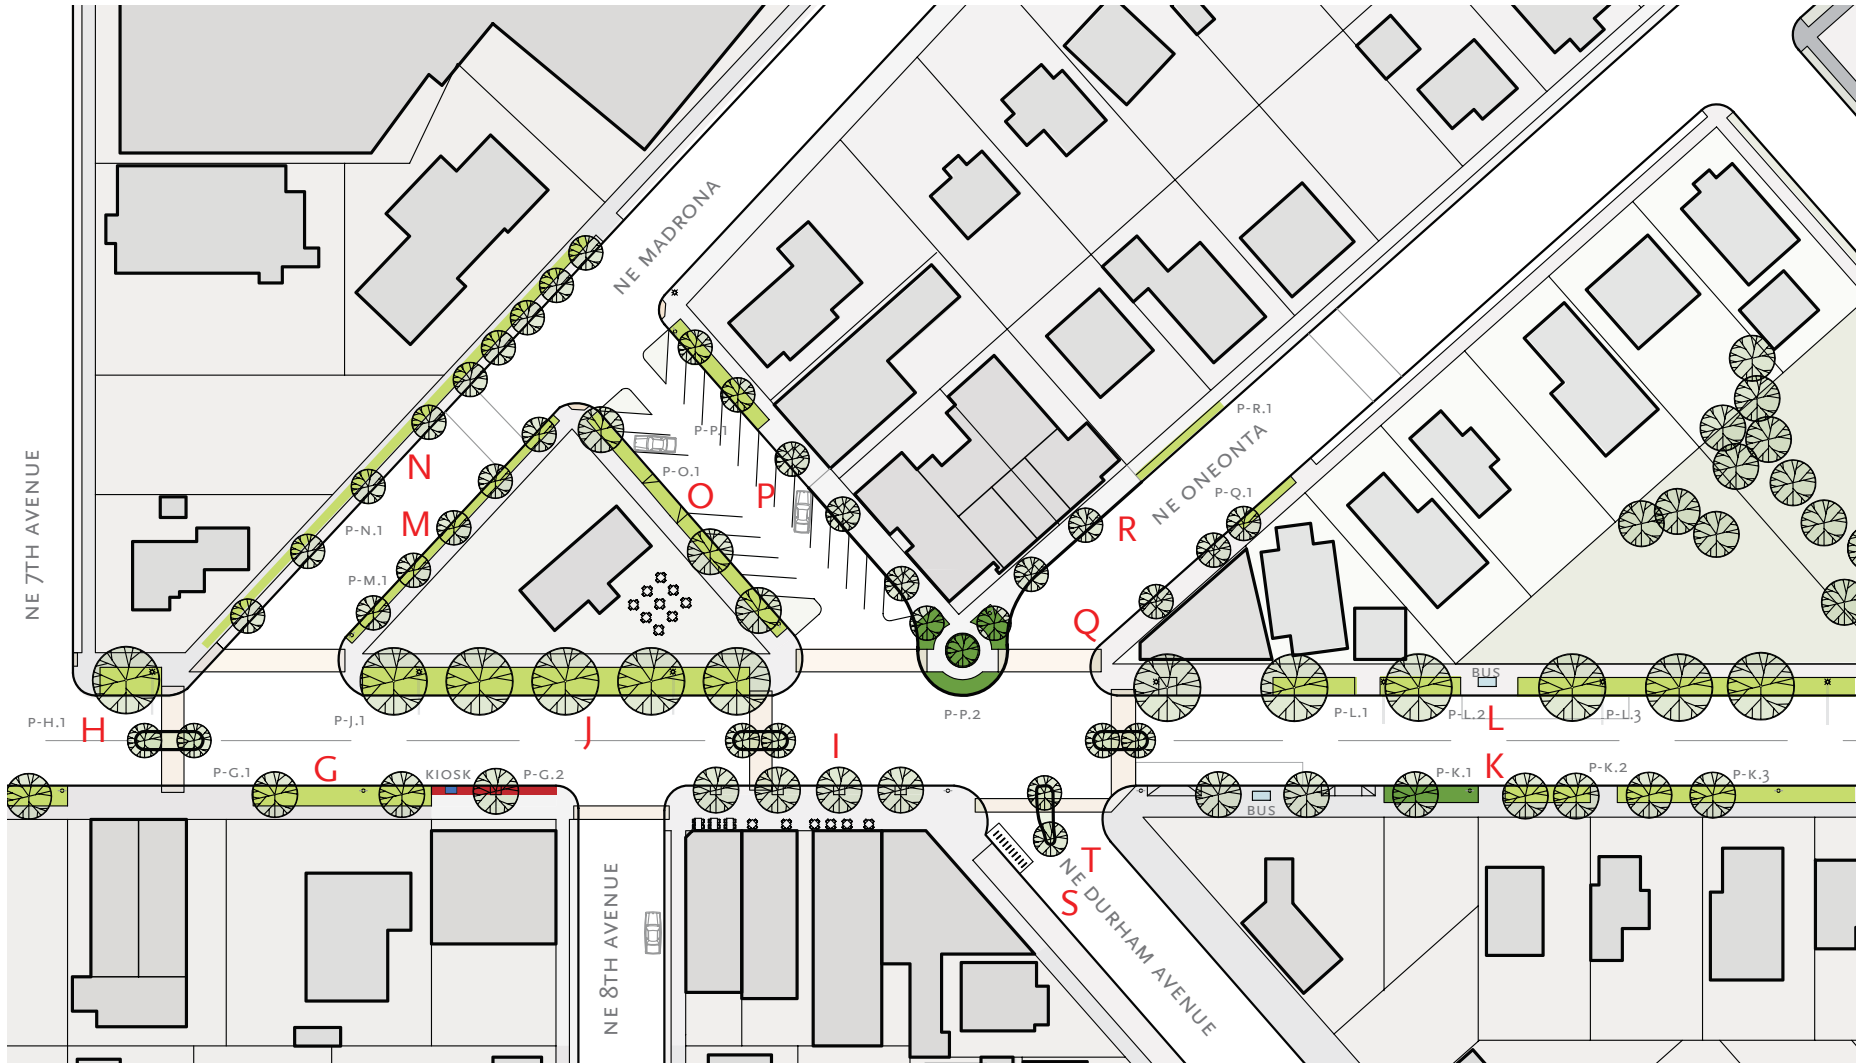 NE MADRONA
P-R.1
P-P.1
NE ONEONTA
N
P-O.1
O
P
P-Q.1
M
P-N.1
R
NE 7TH AVENUE
P-M.1
Q
BUS
P-H.1
H
P-J.1
J
P-P.2
P-L.1
P-L.2
L
P-L.3
I
P-G.1
G
KIOSK
P-G.2
K
P-K.1
P-K.2
P-K.3
BUS
T
S
NE 8TH AVENUE
NE DURHAM AVENUE